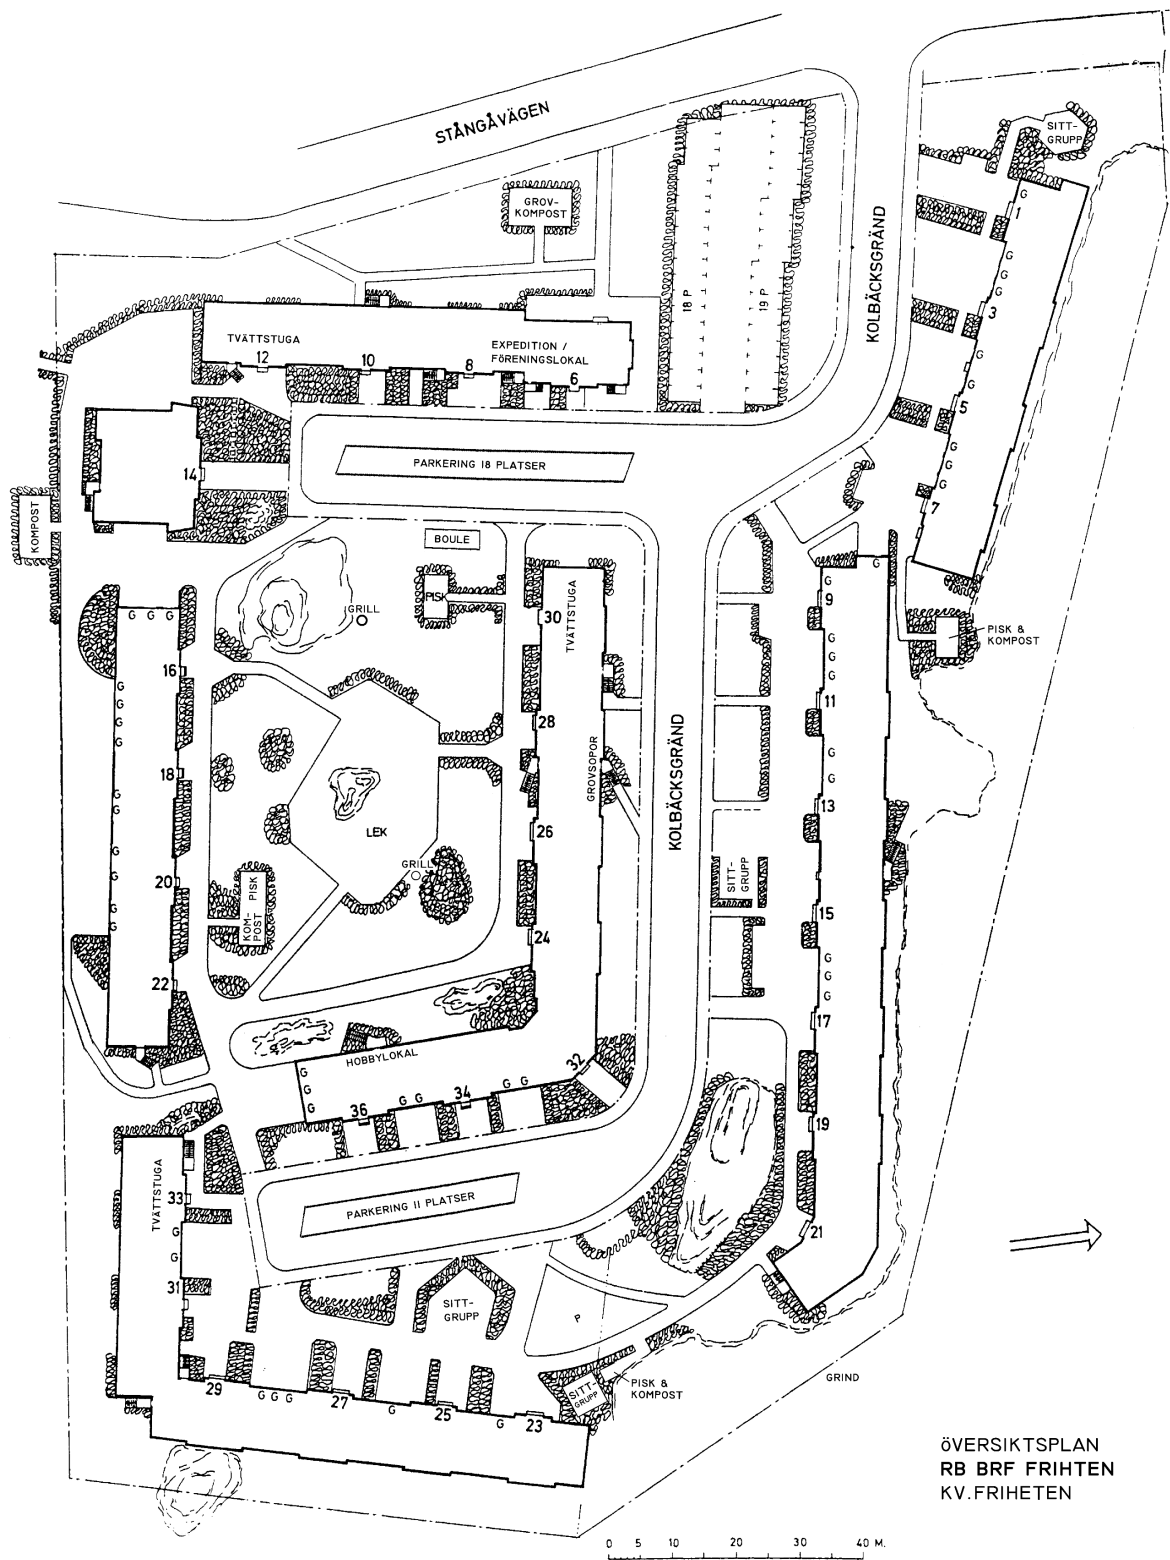 STÅNGÅVÄGEN
SITT-
GRUPP
GROV-
KOMPOST
G
1
KOLBÄCKSGRÄND
G
G
G
3
18 P
19 P
TVÄTTSTUGA
EXPEDITION /
FÖRENINGSLOKAL
12
10
8
6
G
G
G
5
G
G
G
7
14
PARKERING 18 PLATSER
KOMPOST
BOULE
PISK
GRILL
G G G
16
G
G
G
G
18
G
G
G
20
G
G
G
22
30
TVÄTTSTUGA
28
GROVSOPOR
26
24
KOLBÄCKSGRÄND
LEK
GRILL
PISK
KOM-
POST
G
G
9
PISK &
KOMPOST
G
G
G
11
G
G
13
SITT-
GRUPP
15
G
G
G
17
19
21
HOBBYLOKAL
G
G
G
36
G G
34
G G
32
TVÄTTSTUGA
33
G
G
31
PARKERING 11 PLATSER
SITT-
GRUPP
P
29
G G G
27
G
25
G
23
SITT-
GRUPP
PISK &
KOMPOST
GRIND
ÖVERSIKTSPLAN
RB BRF FRIHTEN
KV.FRIHETEN
0 5 10 20 30 40 M.